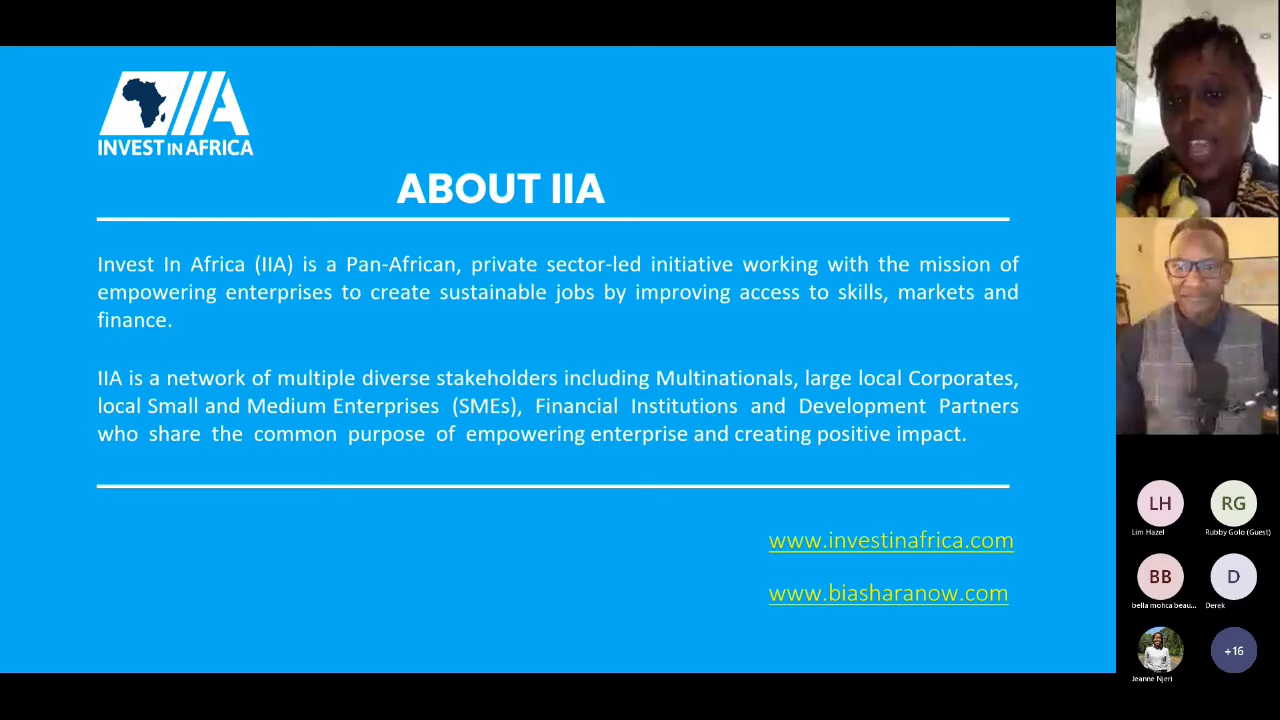 INVEST IN AFRICA
ABOUT IIA
Invest In Africa (IIA) is a Pan-African, private sector-led initiative working with the mission of
empowering enterprises to create sustainable jobs by improving access to skills, markets and
finance.
IIA is a network of multiple diverse stakeholders including Multinationals, large local Corporates,
local Small and Medium Enterprises (SMEs), Financial Institutions and Development Partners
who share the common purpose of empowering enterprise and creating positive impact.
www.investinafrica.com
www.biasharanow.com
LH
RG
Lim Hazel
Rubby Golo (Guest)
BB
D
bella mohca beau...
Derek
+16
Jeanne Njeri